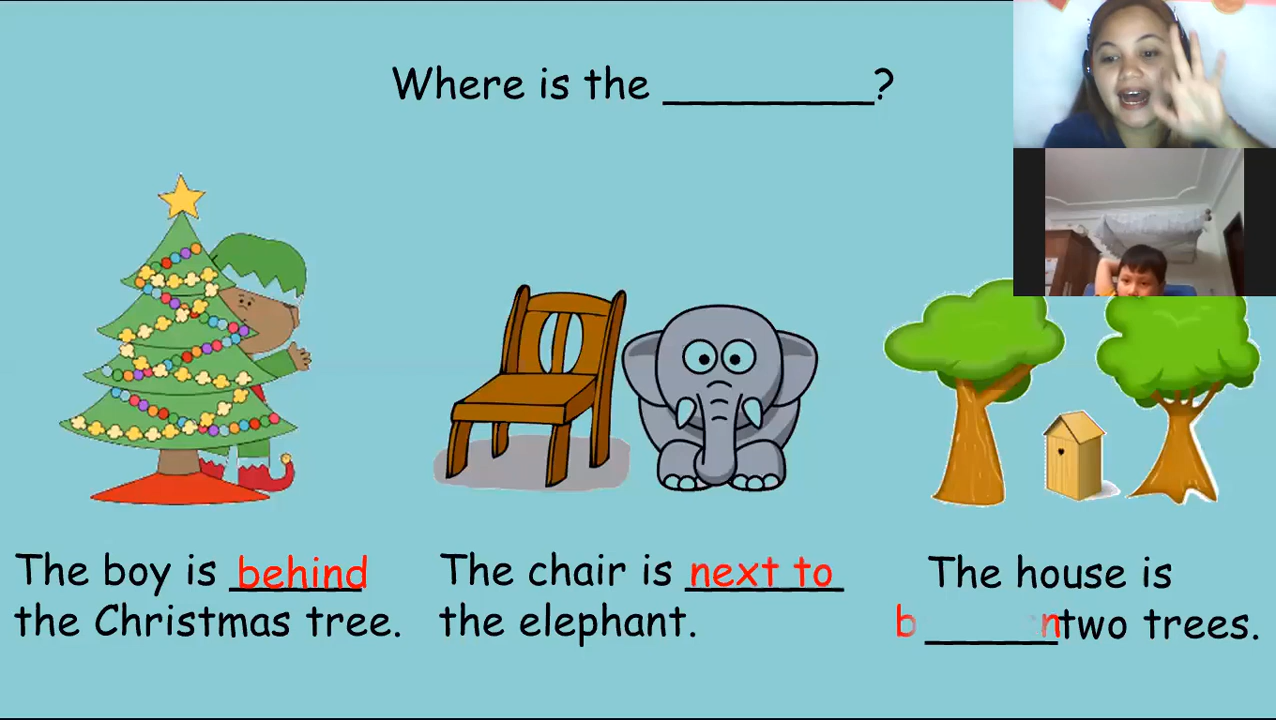 Where is the ________?
The boy is behind
the Christmas tree.
The chair is next to
the elephant.
The house is
b n two trees.